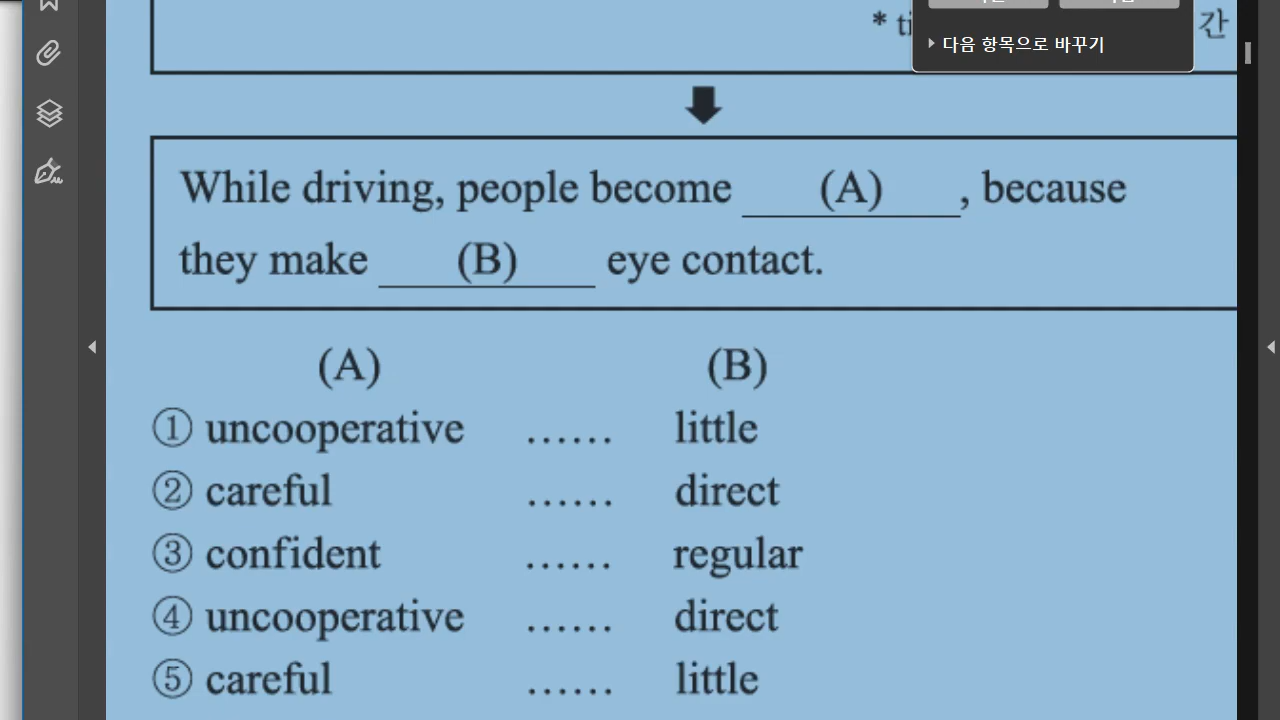 * ti
간
다음 항목으로 바꾸기
While driving, people become (A), because
they make (B) eye contact.
(A) (B)
① uncooperative …… little
② careful …… direct
③ confident …… regular
④ uncooperative …… direct
⑤ careful …… little